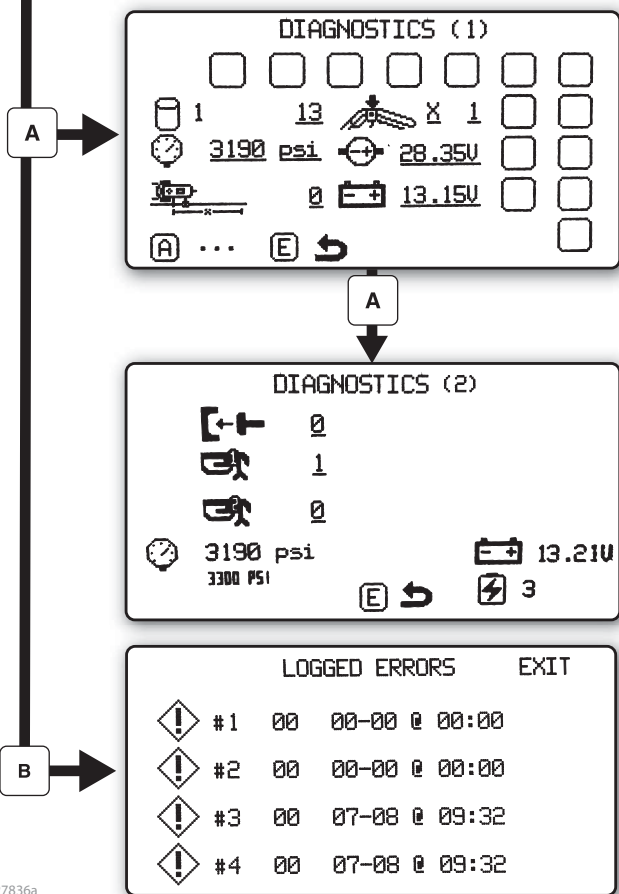 DIAGNOSTICS (1)
1 13 X 1
A
3190 psi 28.35V
0 - + 13.15V
A ... E
A
DIAGNOSTICS (2)
0
1
0
3190 psi - + 13.21V
3300 PSI
E 3
LOGGED ERRORS EXIT
! #1 00 00-00 @ 00:00
! #2 00 00-00 @ 00:00
B
! #3 00 07-08 @ 09:32
! #4 00 07-08 @ 09:32
7836a